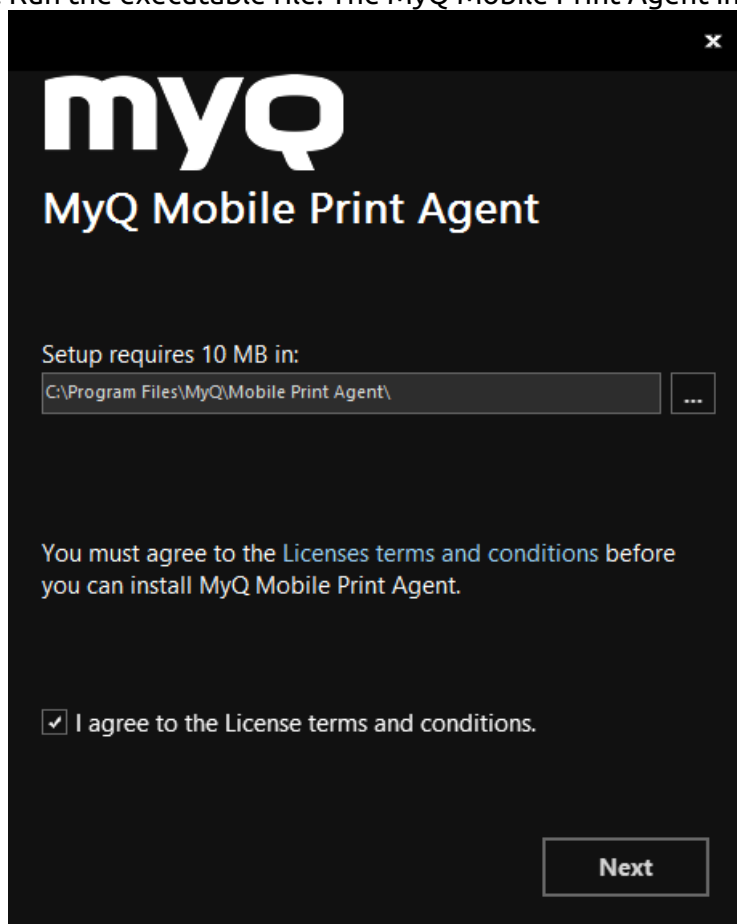 Run the executable file. The MyQ Mobile Print Agent in
x
myQ
MyQ Mobile Print Agent
Setup requires 10 MB in:
C:\Program Files\MyQ\Mobile Print Agent\
...
You must agree to the Licenses terms and conditions before
you can install MyQ Mobile Print Agent.
I agree to the License terms and conditions.
Next